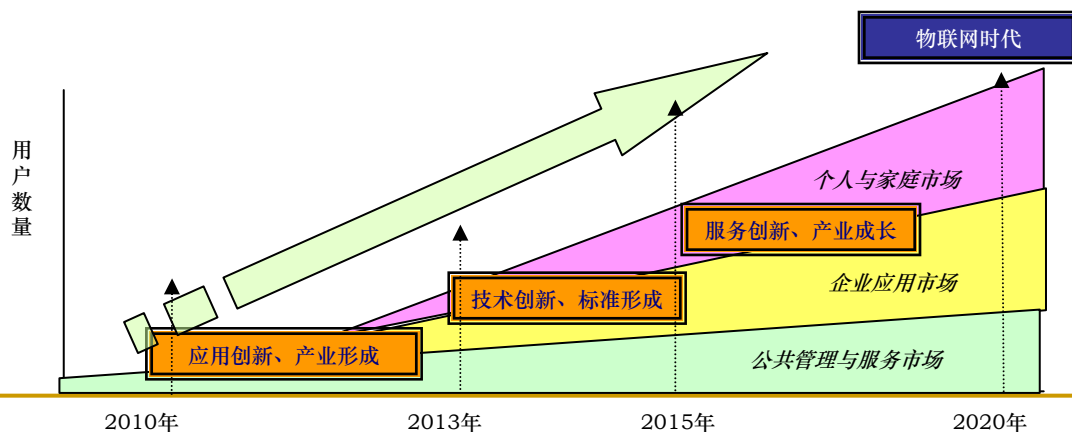 物联网时代
用户数量
个人与家庭市场
服务创新、产业成长
企业应用市场
技术创新、标准形成
应用创新、产业形成
公共管理与服务市场
2010年
2013年
2015年
2020年